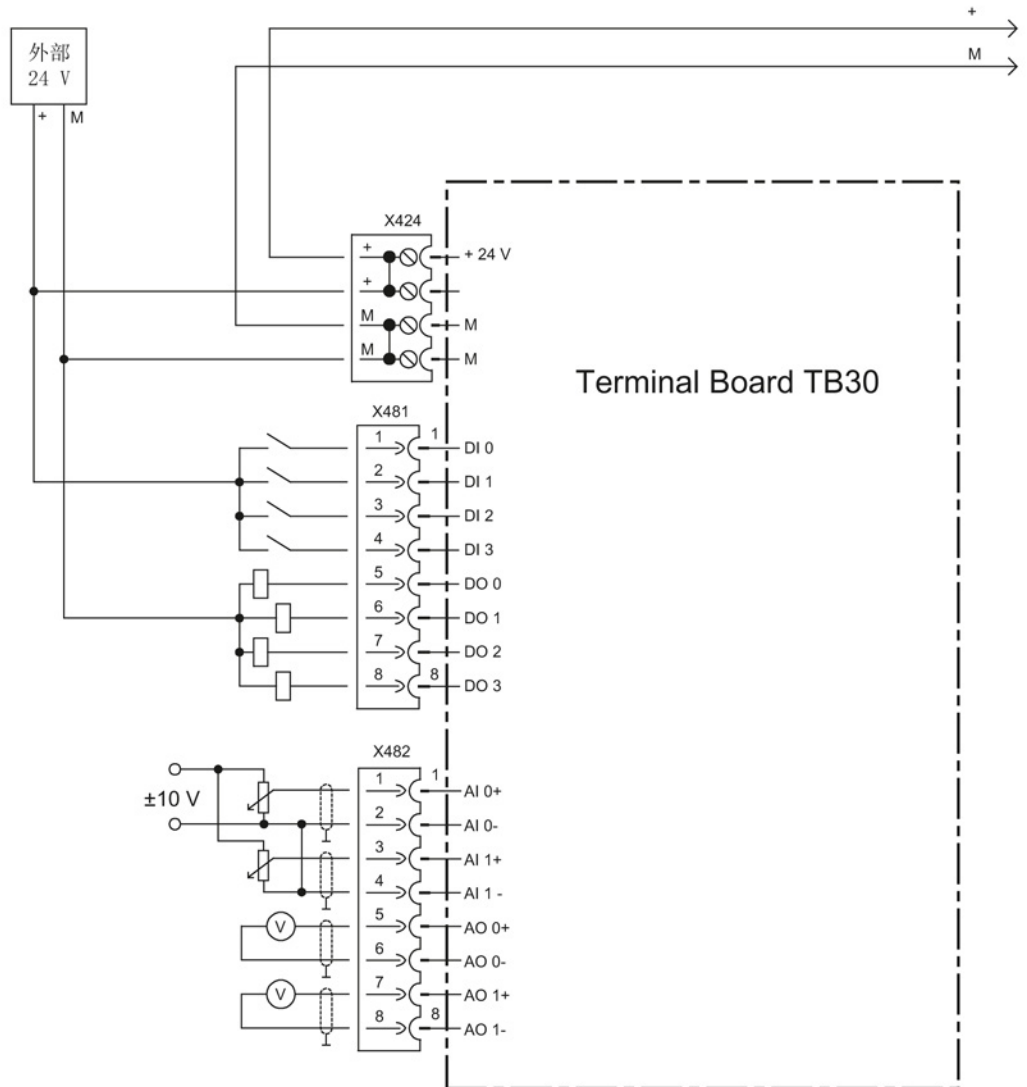 +
M
外部
24 V
+ M
X424
+ + 24 V
+
M M
M M
Terminal Board TB30
X481
1 1 DI 0
2 DI 1
3 DI 2
4 DI 3
5 DO 0
6 DO 1
7 DO 2
8 8 DO 3
X482
±10 V
1 1 AI 0+
2 AI 0-
3 AI 1+
4 AI 1 -
5 AO 0+
V
6 AO 0-
7 AO 1+
V
8 8 AO 1-